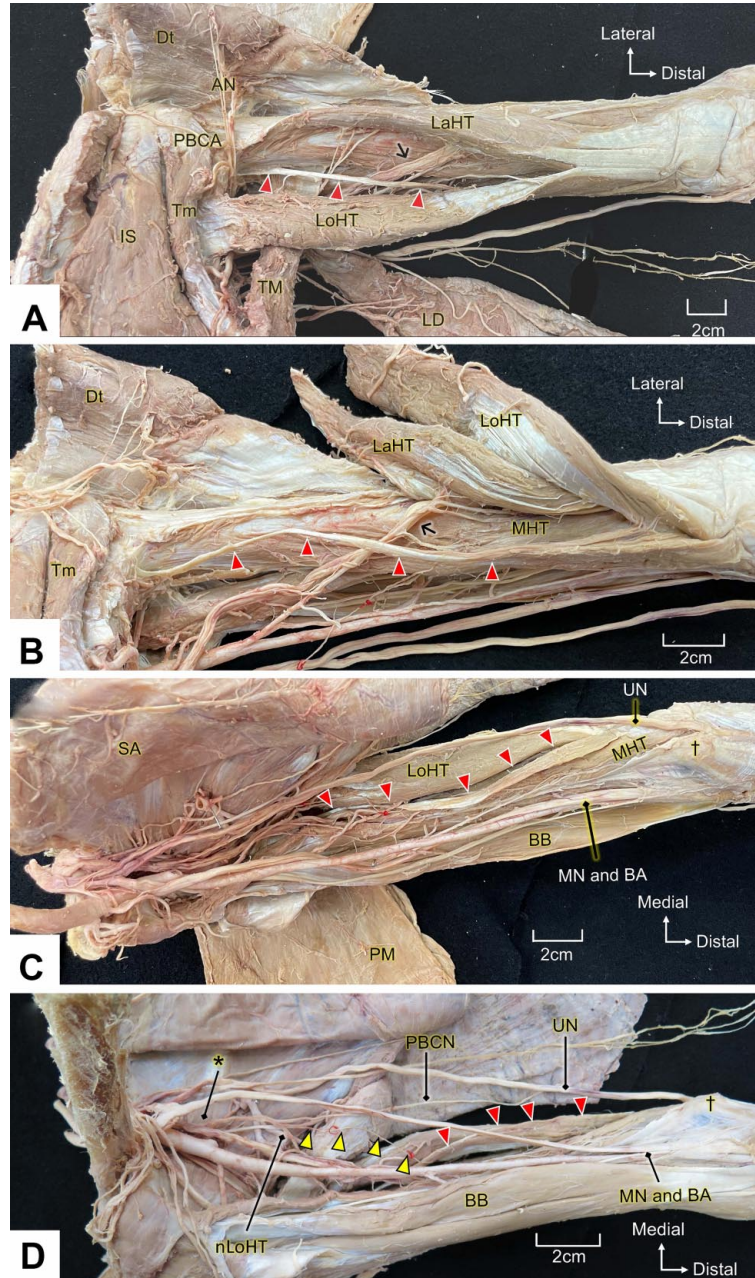 Dt
AN
Lateral
Distal
LaHT
PBCA
Tm
IS
LoHT
TM
LD
2cm
A
Dt
Lateral
Distal
LoHT
LaHT
MHT
Tm
2cm
B
UN
SA
LoHT
MHT
†
BB
MN and BA
Medial
Distal
2cm
PM
C
*
PBCN
UN
†
BB
MN and BA
nLoHT
2cm
Medial
Distal
D